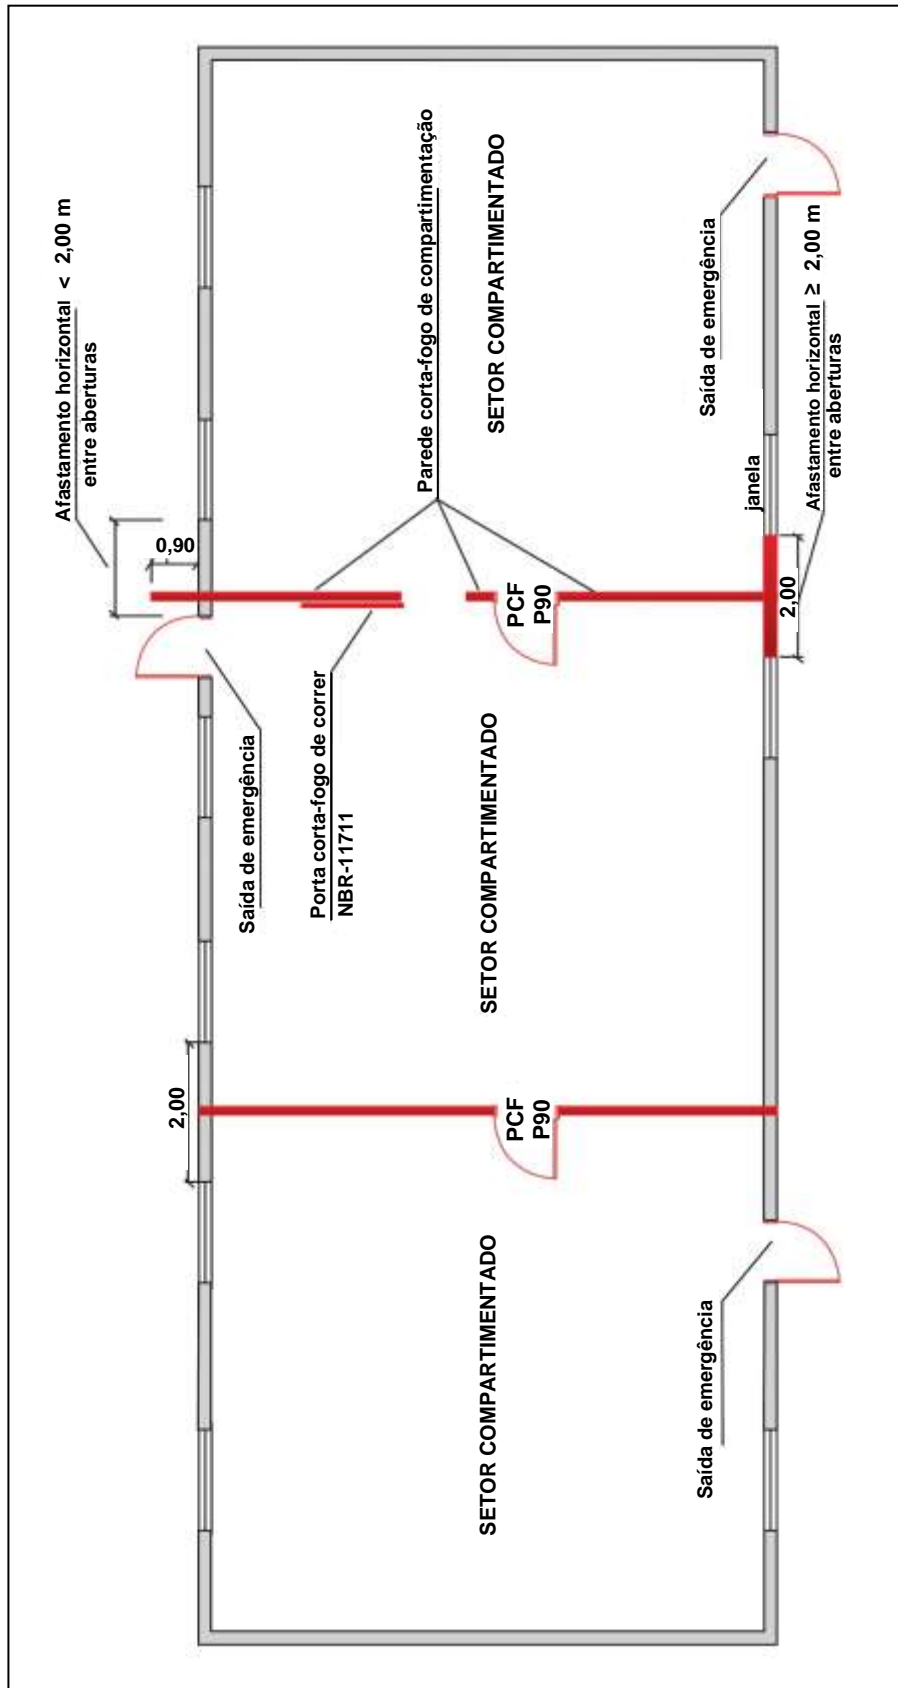 Afastamento horizontal < 2,00 m
entre aberturas
0,90
2,00
Saída de emergência
Porta corta-fogo de correr
NBR-11711
Parede corta-fogo de compartimentação
SETOR COMPARTIMENTADO
SETOR COMPARTIMENTADO
SETOR COMPARTIMENTADO
PCF
P90
PCF
P90
Saída de emergência
Saída de emergência
janela
2,00
Afastamento horizontal ≥ 2,00 m
entre aberturas